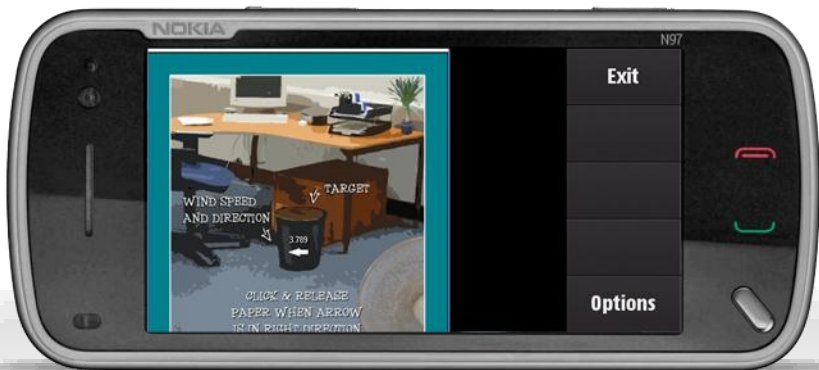 NOKIA
N97
Exit
TARGET
WIND SPEED
AND DIRECTION
3.789
CLICK & RELEASE
PAPER WHEN ARROW
IS IN RIGHT DIRECTION
Options